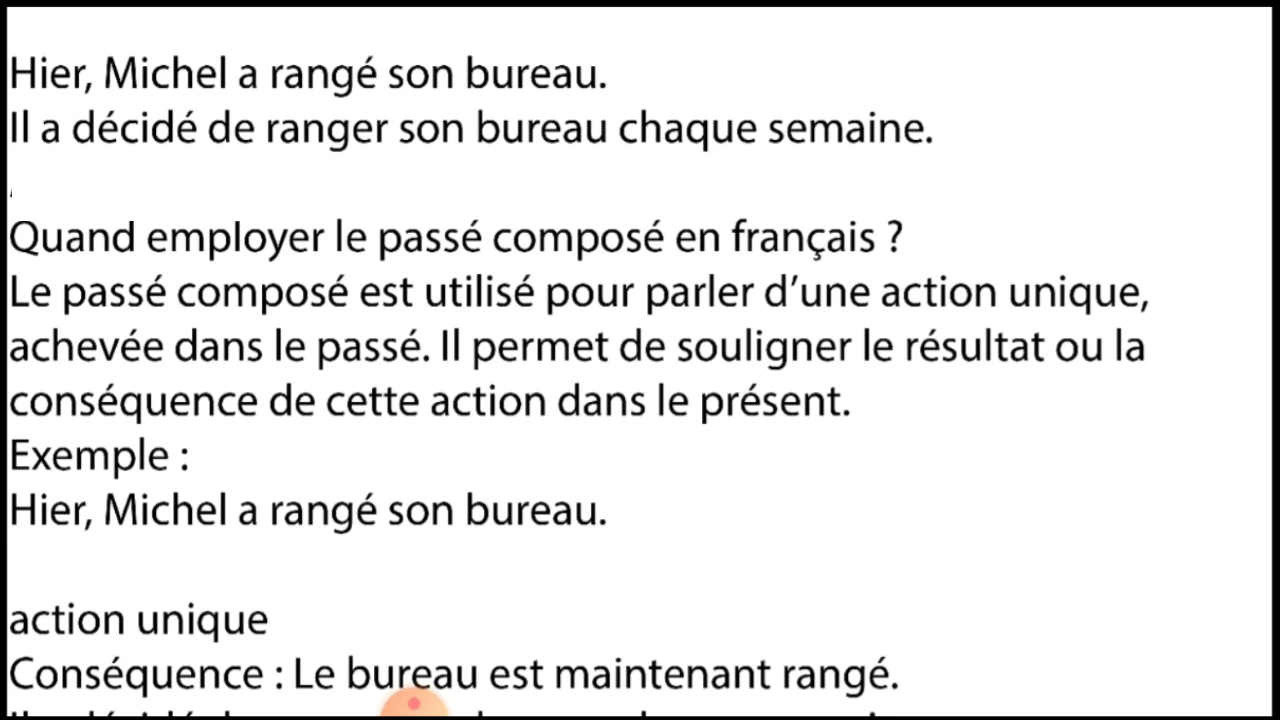 Hier, Michel a rangé son bureau.
Il a décidé de ranger son bureau chaque semaine.
Quand employer le passé composé en français ?
Le passé composé est utilisé pour parler d’une action unique,
achevée dans le passé. Il permet de souligner le résultat ou la
conséquence de cette action dans le présent.
Exemple :
Hier, Michel a rangé son bureau.
action unique
Conséquence : Le bureau est maintenant rangé.